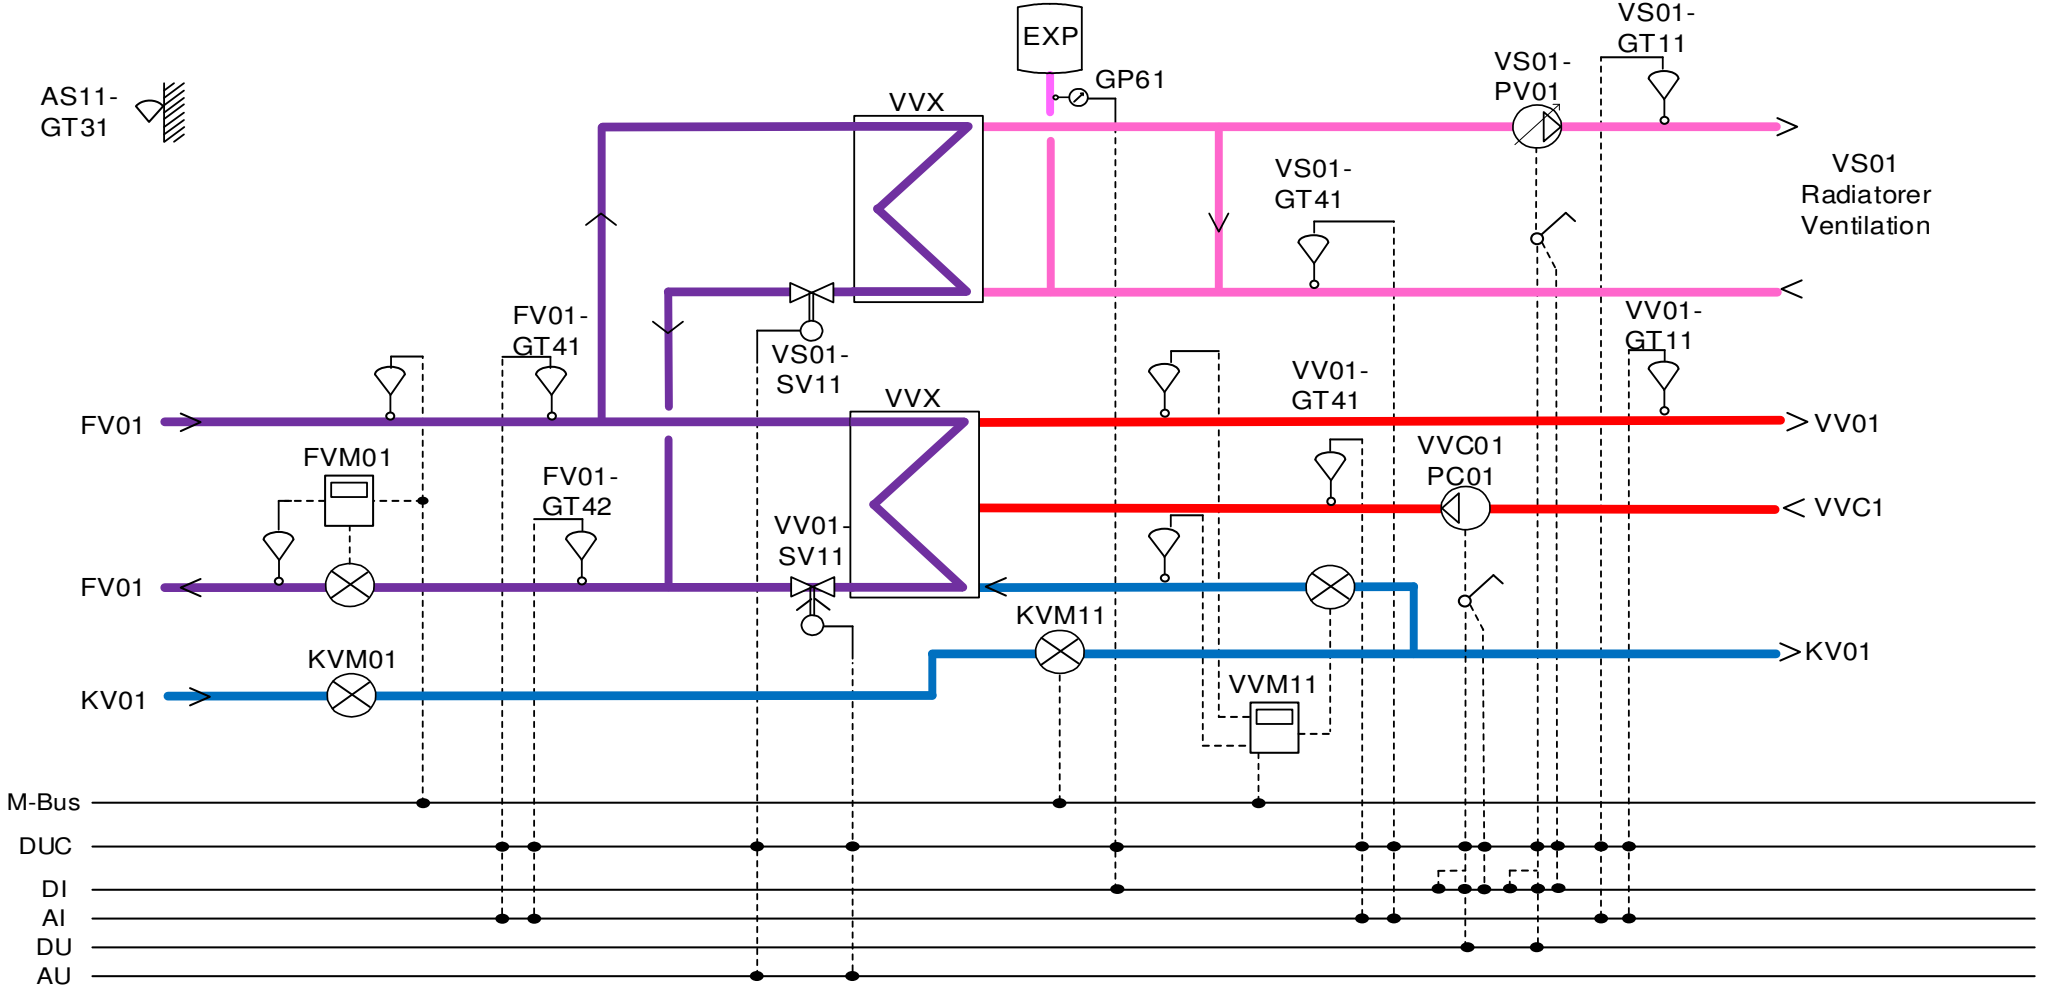 EXP
GP61
VS01-
GT11
VS01-
PV01
AS11-
GT31
VVX
VS01-
GT41
VS01
Radiatorer
Ventilation
FV01-
GT41
VS01-
SV11
VV01-
GT11
VVX
VV01-
GT41
FV01
VV01
FVM01
FV01-
GT42
VVC01
PC01
VV01-
SV11
VVC1
FV01
KVM11
KVM01
KV01
KV01
VVM11
M-Bus
DUC
DI
AI
DU
AU